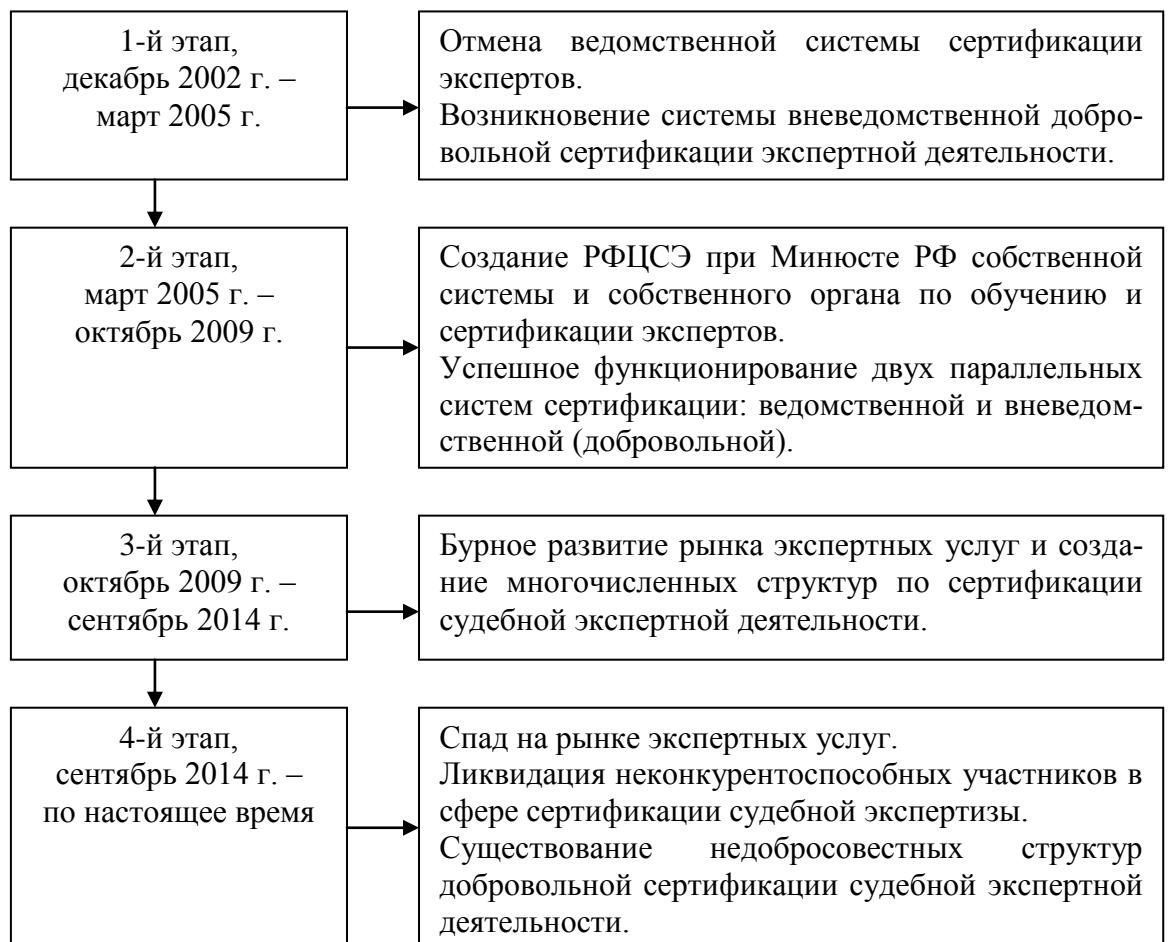 1-й этап,
декабрь 2002 г. –
март 2005 г.
Отмена ведомственной системы сертификации
экспертов.
Возникновение системы вневедомственной добро-
вольной сертификации экспертной деятельности.
2-й этап,
март 2005 г. –
октябрь 2009 г.
Создание РФЦСЭ при Минюсте РФ собственной
системы и собственного органа по обучению и
сертификации экспертов.
Успешное функционирование двух параллельных
систем сертификации: ведомственной и вневедом-
ственной (добровольной).
3-й этап,
октябрь 2009 г. –
сентябрь 2014 г.
Бурное развитие рынка экспертных услуг и созда-
ние многочисленных структур по сертификации
судебной экспертной деятельности.
4-й этап,
сентябрь 2014 г. –
по настоящее время
Спад на рынке экспертных услуг.
Ликвидация неконкурентоспособных участников в
сфере сертификации судебной экспертизы.
Существование недобросовестных структур
добровольной сертификации судебной экспертной
деятельности.